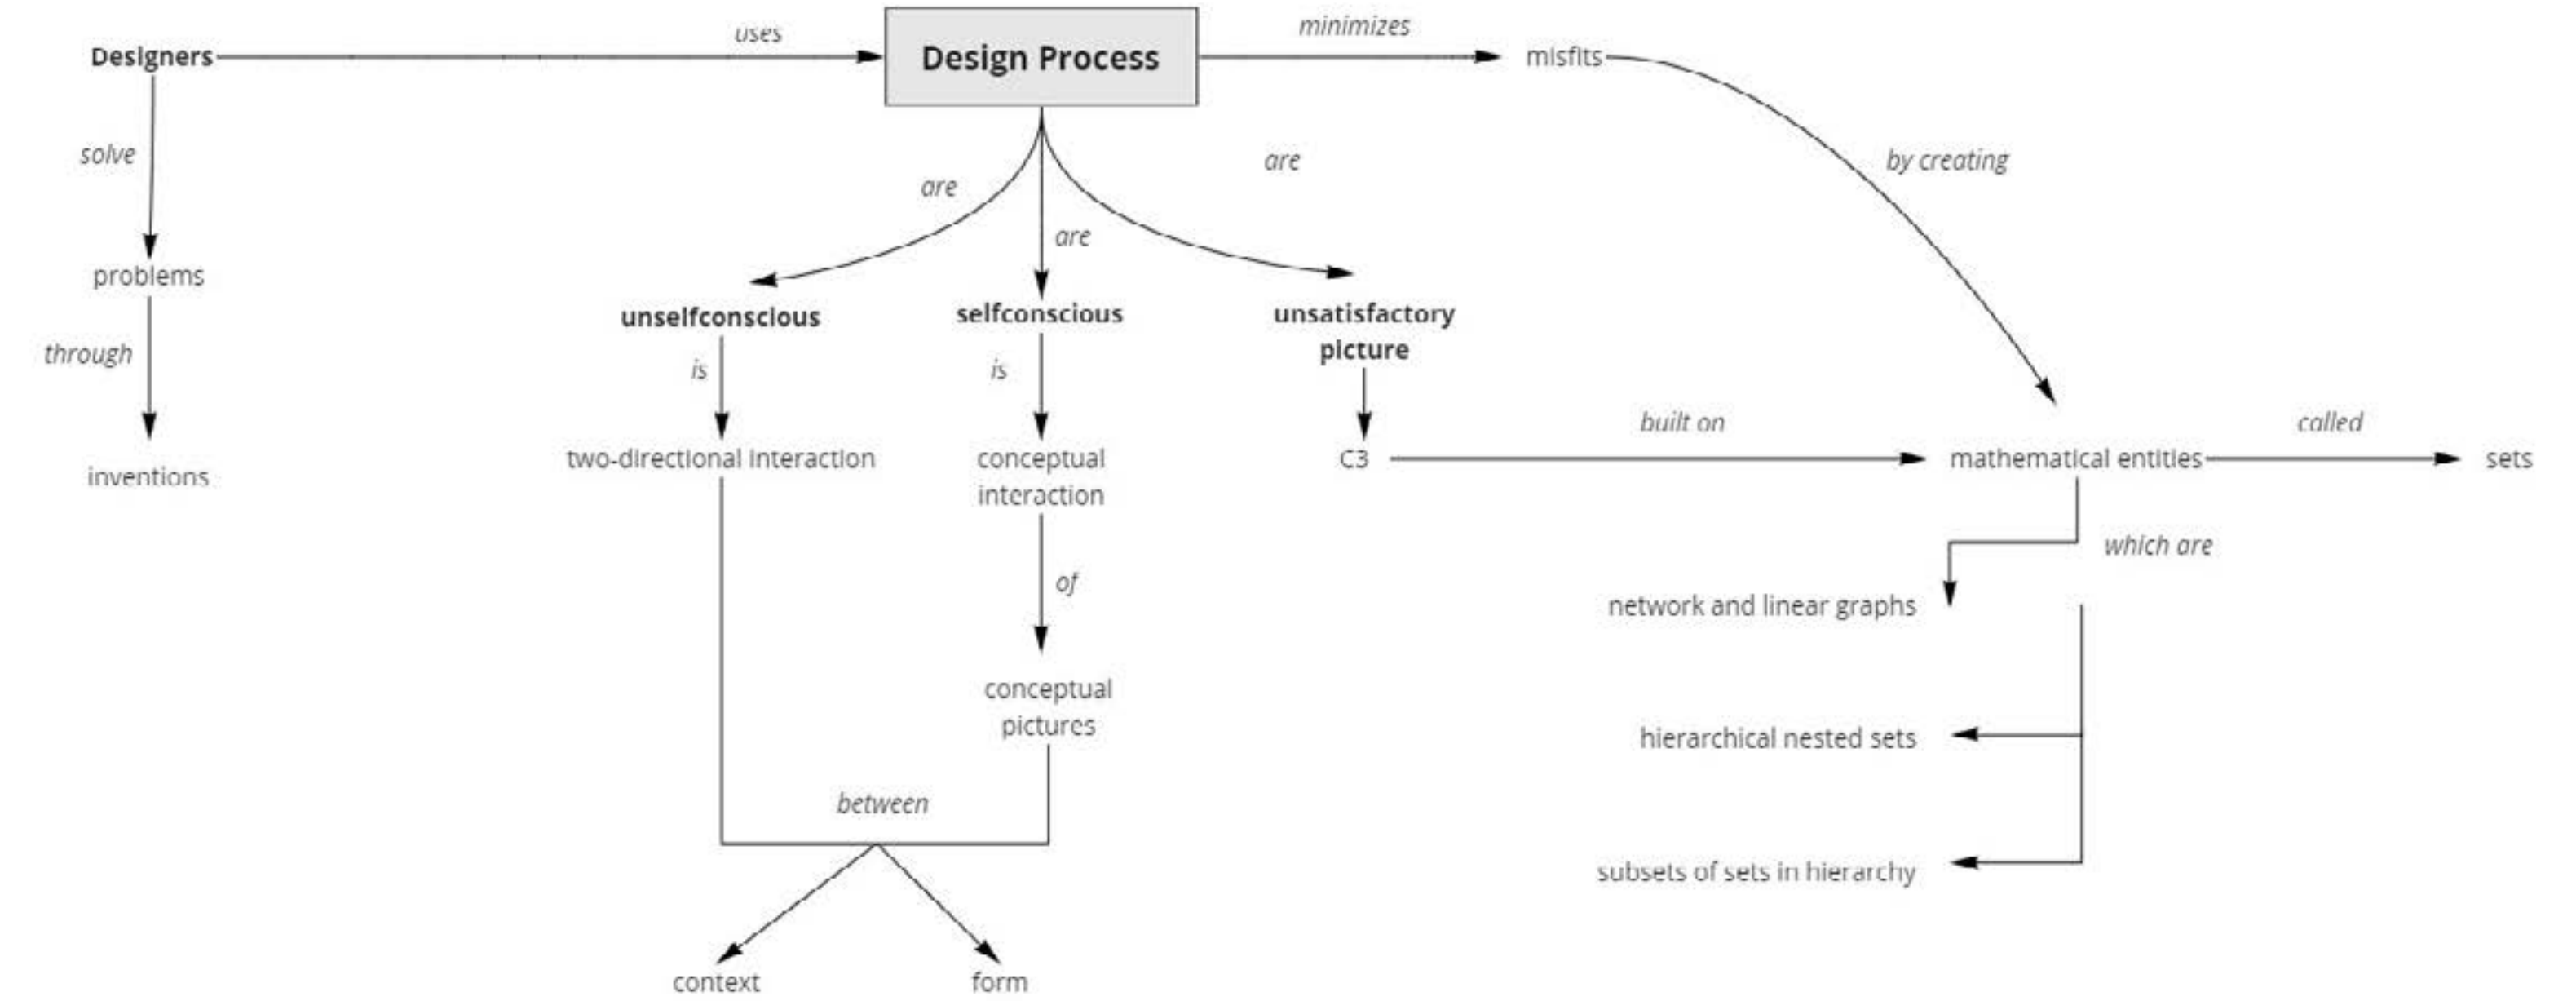 Designers
uses
Design Process
minimizes
misfits
solve
are
are
are
by creating
problems
unselfconscious
selfconscious
unsatisfactory
picture
through
is
is
inventions
two-directional interaction
conceptual
interaction
C3
built on
mathematical entities
called
sets
of
which are
network and linear graphs
conceptual
pictures
hierarchical nested sets
between
subsets of sets in hierarchy
context
form